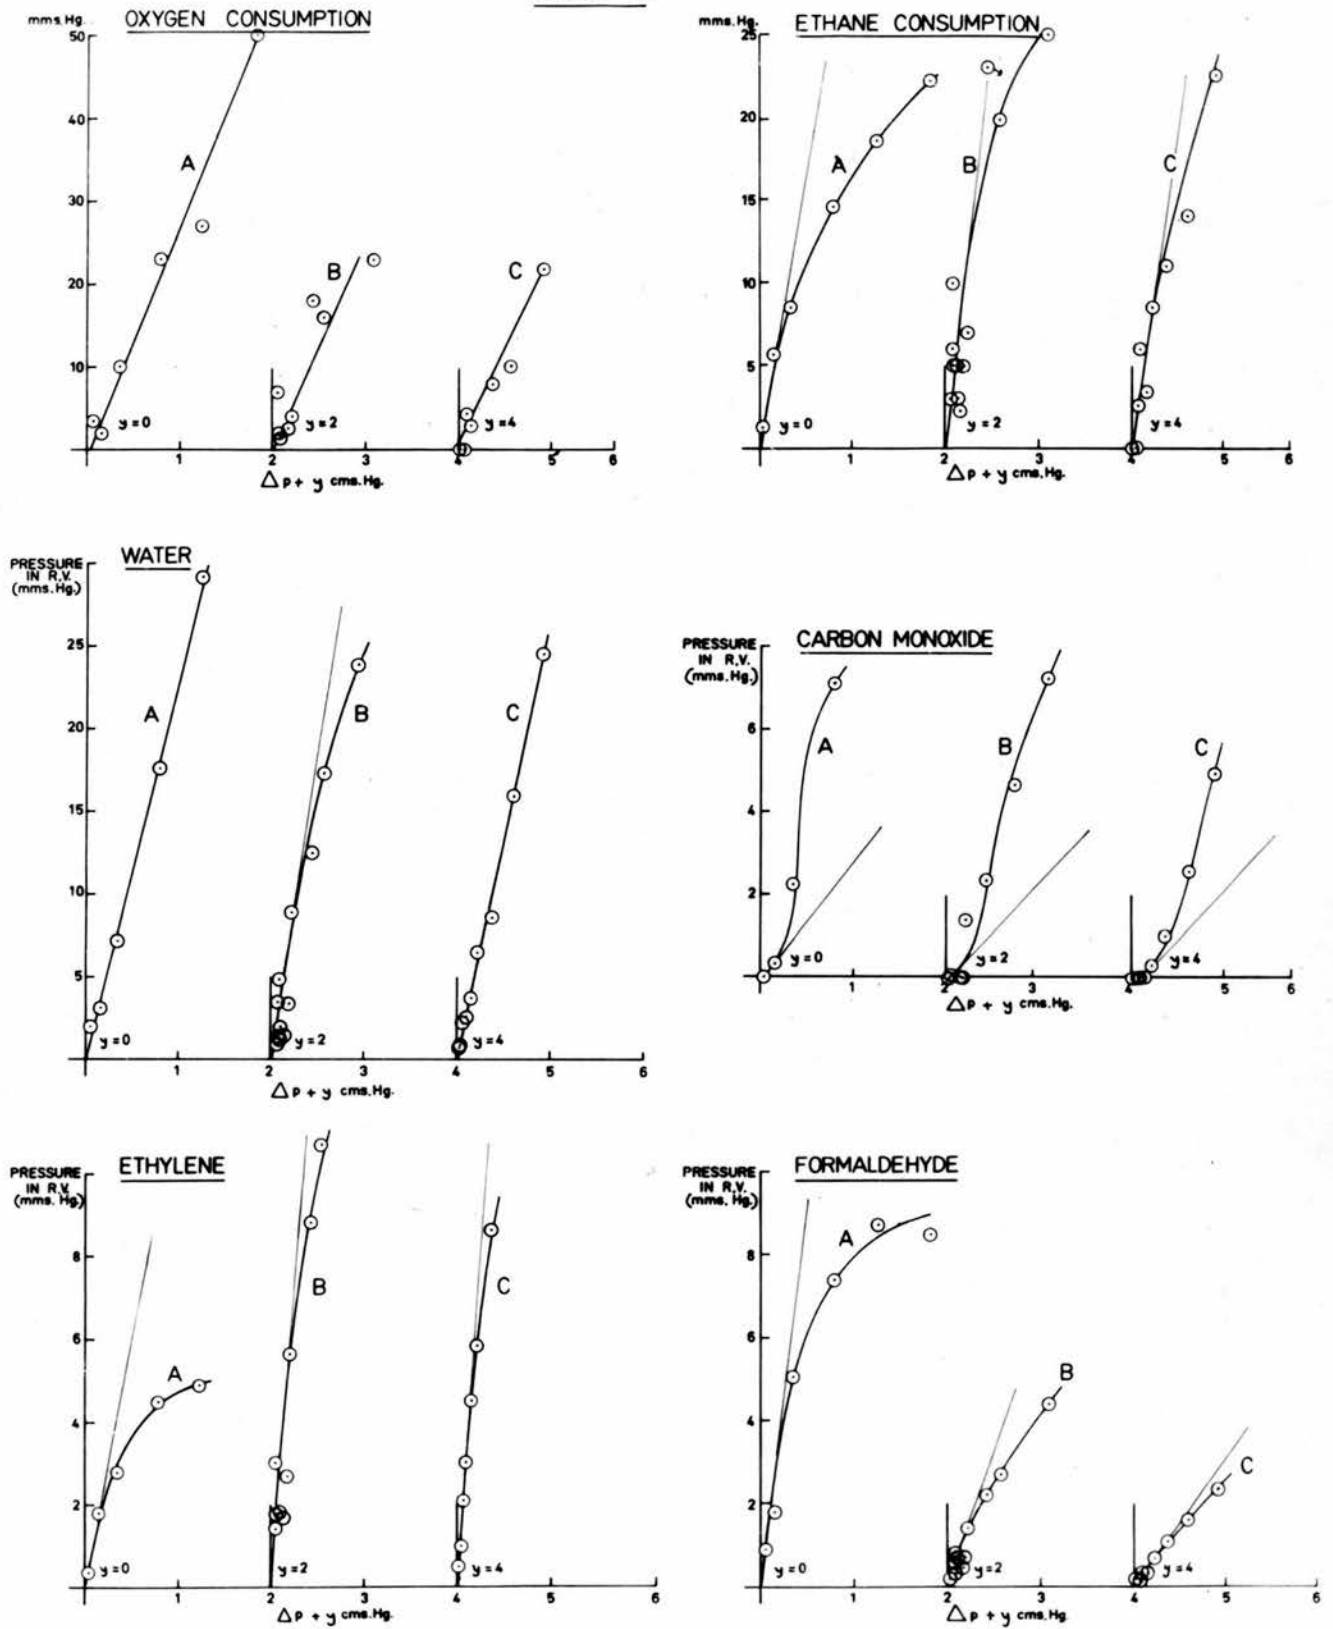 OXYGEN CONSUMPTION
mms.Hg.
50
40
30
20
10
A
B
C
y=0
y=2
y=4
1 2 3 4 5 6
Δp + y cms.Hg.
ETHANE CONSUMPTION
mms.Hg.
25
20
15
10
5
A
B
C
y=0
y=2
y=4
1 2 3 4 5 6
Δp + y cms.Hg.
WATER
PRESSURE
IN R.V.
(mms.Hg.)
25
20
15
10
5
A
B
C
y=0
y=2
y=4
1 2 3 4 5 6
Δp + y cms.Hg.
CARBON MONOXIDE
PRESSURE
IN R.V.
(mms.Hg.)
6
4
2
A
B
C
y=0
y=2
y=4
1 2 3 4 5 6
Δp + y cms.Hg.
ETHYLENE
PRESSURE
IN R.V.
(mms.Hg.)
8
6
4
2
A
B
C
y=0
y=2
y=4
1 2 3 4 5 6
Δp + y cms.Hg.
FORMALDEHYDE
PRESSURE
IN R.V.
(mms.Hg.)
8
6
4
2
A
B
C
y=0
y=2
y=4
1 2 3 4 5 6
Δp + y cms.Hg.